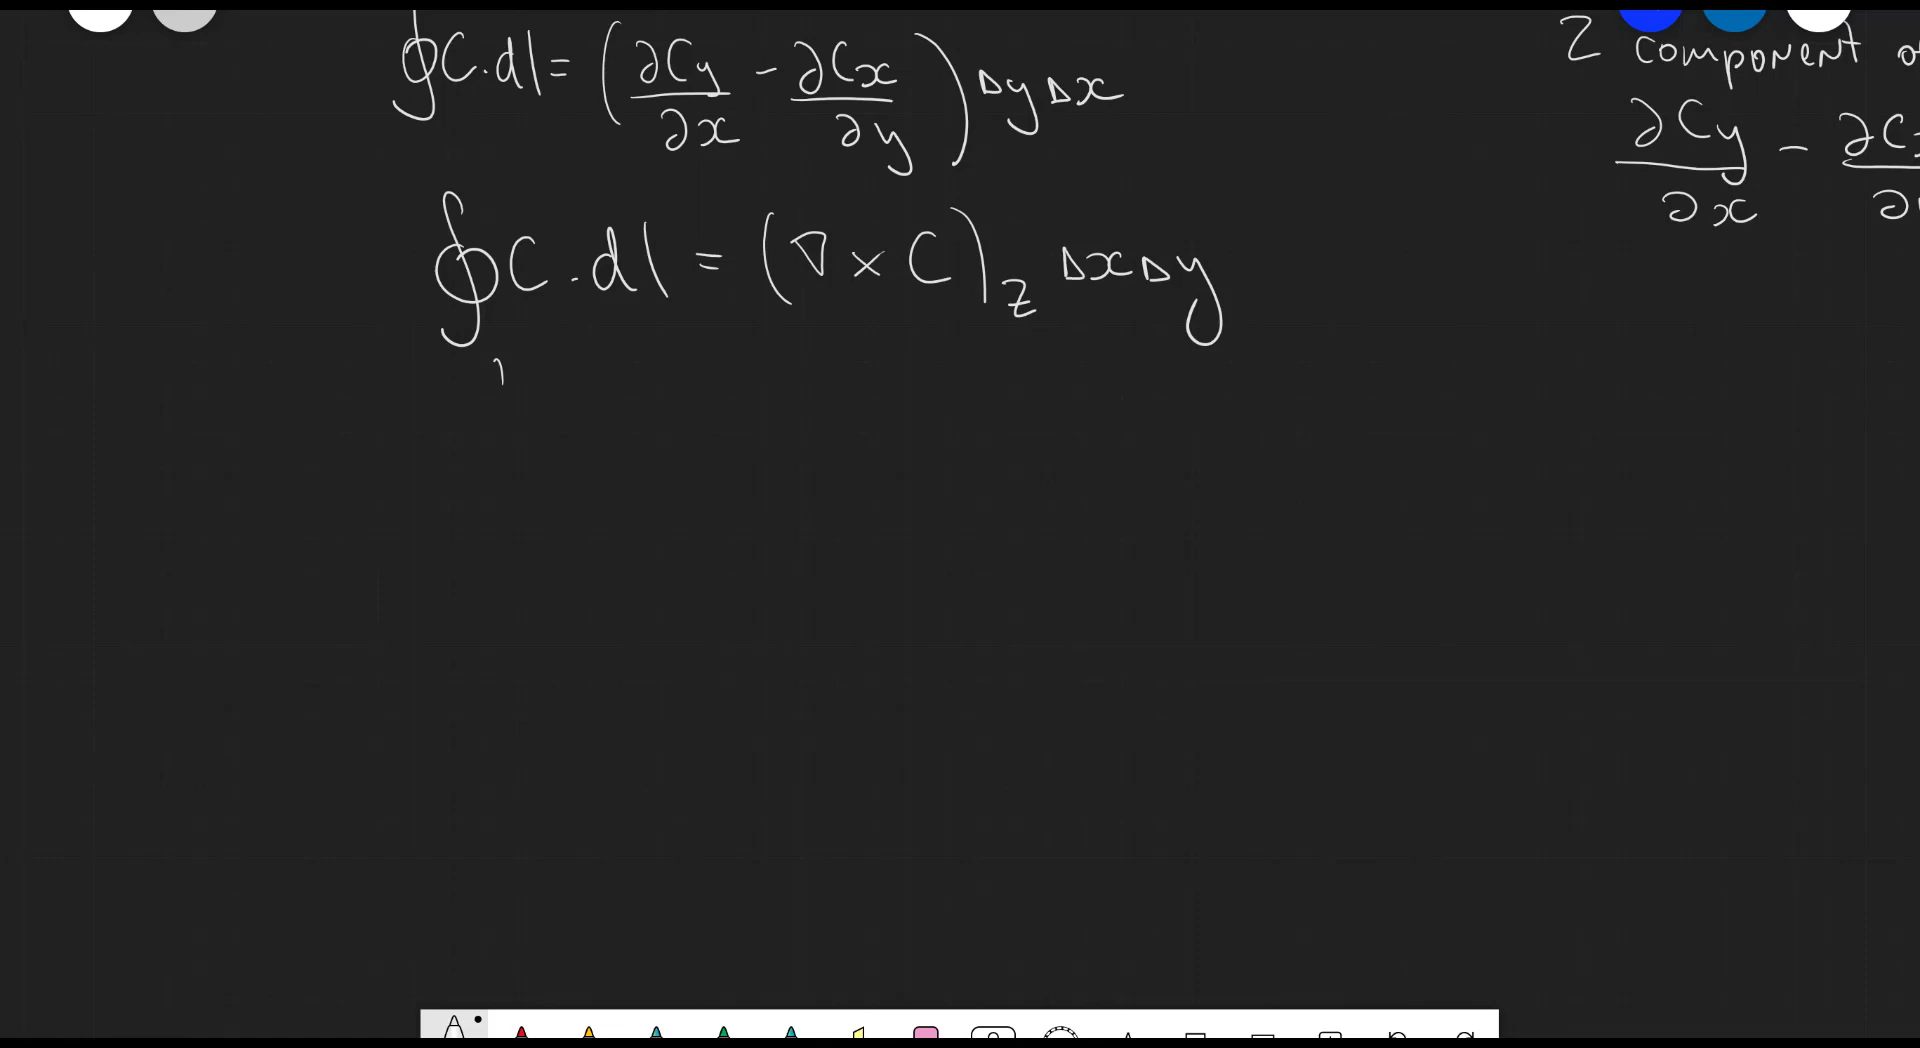 ∮C.dl = (∂Cy/∂x - ∂Cx/∂y) ΔyΔx
∮C.dl = (∇ × C)z ΔxΔy
Z component
∂Cy/∂x - ∂C